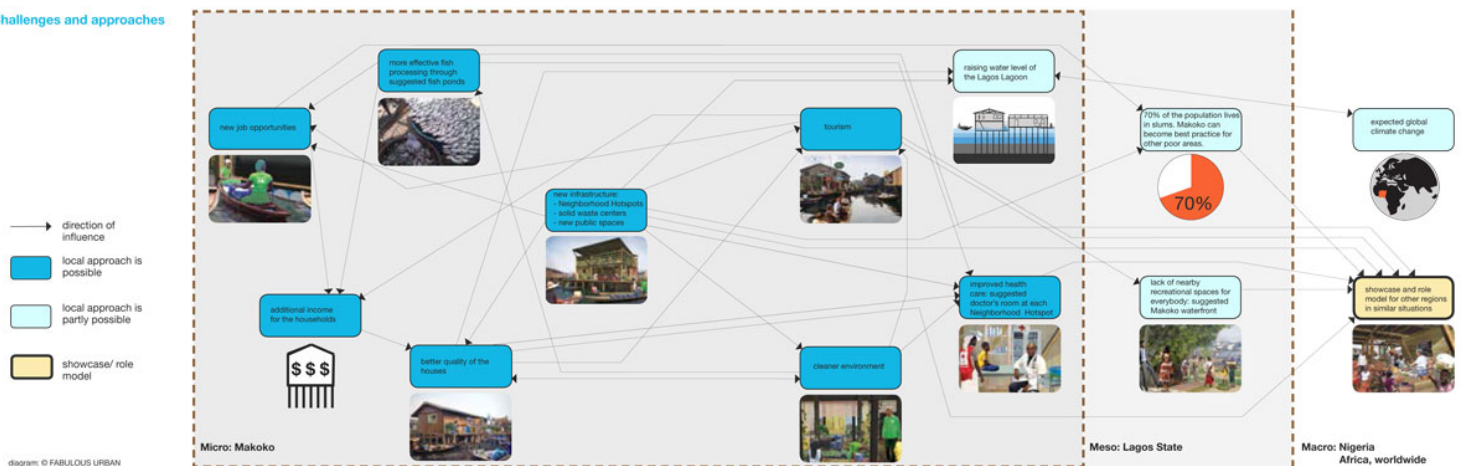 hallenges and approaches
direction of
influence
local approach is
possible
local approach is
partly possible
showcase/ role
model
diagram: © FABULOUS URBAN
more effective fish
processing through
suggested fish ponds
new job opportunities
new infrastructure:
- Neighborhood Hotspots
- solid waste centers
- new public spaces
additional income
for the households
$ $ $
better quality of the
houses
tourism
cleaner environment
raising water level of
the Lagos Lagoon
improved health
care: suggested
doctor's room at each
Neighborhood Hotspot
Micro: Makoko
70% of the population lives
in slums. Makoko can
become best practice for
other poor areas.
70%
lack of nearby
recreational spaces for
everybody: suggested
Makoko waterfront
Meso: Lagos State
expected global
climate change
showcase and role
model for other regions
in similar situations
Macro: Nigeria
Africa, worldwide